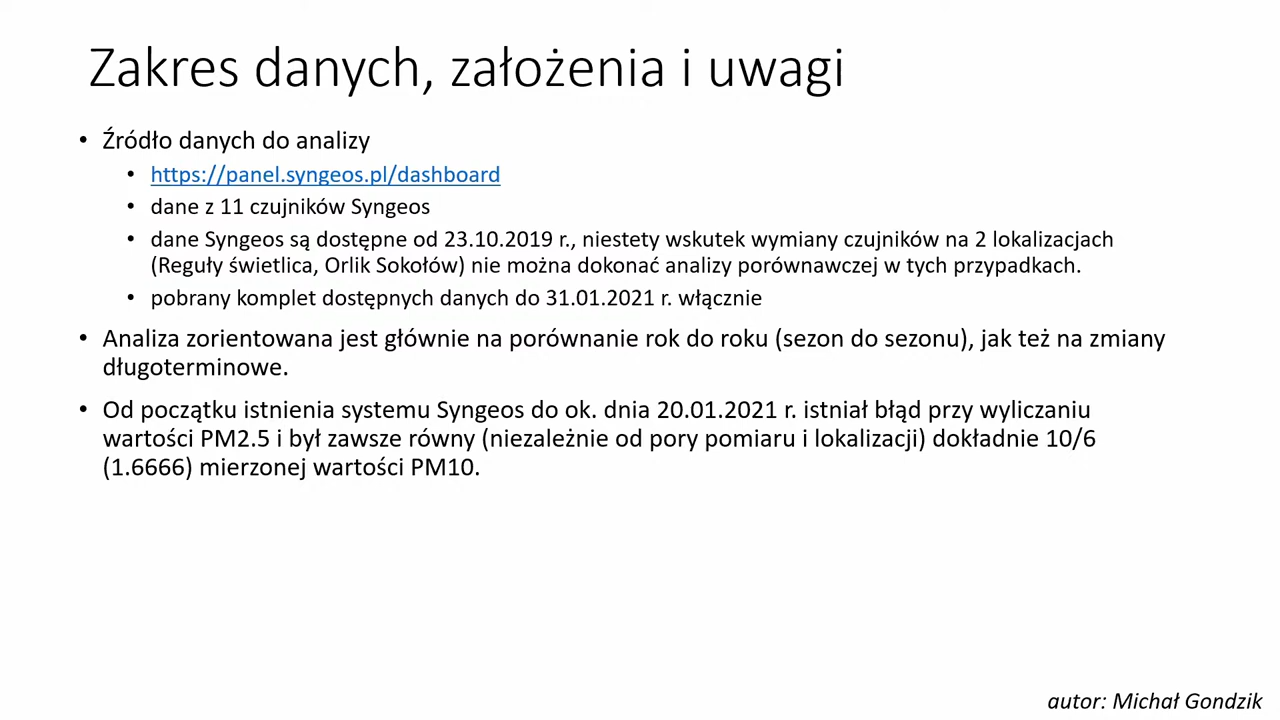 Zakres danych, założenia i uwagi
• Źródło danych do analizy
• https://panel.syngeos.pl/dashboard
• dane z 11 czujników Syngeos
• dane Syngeos są dostępne od 23.10.2019 r., niestety wskutek wymiany czujników na 2 lokalizacjach
(Reguły świetlica, Orlik Sokołów) nie można dokonać analizy porównawczej w tych przypadkach.
• pobrany komplet dostępnych danych do 31.01.2021 r. włącznie
• Analiza zorientowana jest głównie na porównanie rok do roku (sezon do sezonu), jak też na zmiany
długoterminowe.
• Od początku istnienia systemu Syngeos do ok. dnia 20.01.2021 r. istniał błąd przy wyliczaniu
wartości PM2.5 i był zawsze równy (niezależnie od pory pomiaru i lokalizacji) dokładnie 10/6
(1.6666) mierzonej wartości PM10.
autor: Michał Gondzik